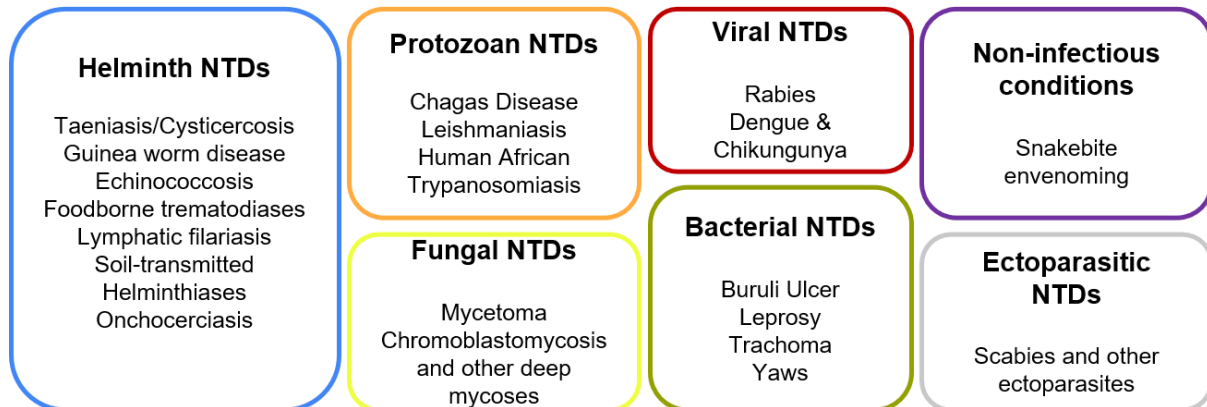 Helminth NTDs
Taeniasis/Cysticercosis
Guinea worm disease
Echinococcosis
Foodborne trematodiases
Lymphatic filariasis
Soil-transmitted
Helminthiases
Onchocerciasis
Protozoan NTDs
Chagas Disease
Leishmaniasis
Human African
Trypanosomiasis
Fungal NTDs
Mycetoma
Chromoblastomycosis
and other deep
mycoses
Viral NTDs
Rabies
Dengue &
Chikungunya
Bacterial NTDs
Buruli Ulcer
Leprosy
Trachoma
Yaws
Non-infectious
conditions
Snakebite
envenoming
Ectoparasitic
NTDs
Scabies and other
ectoparasites